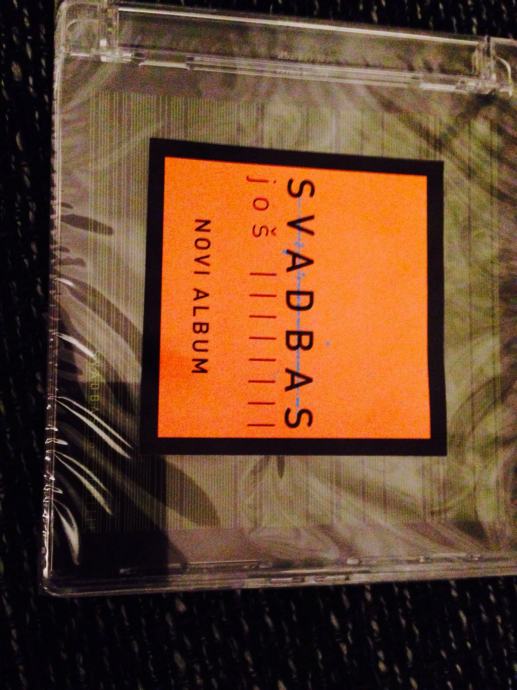 SVADBAS
još | | | | | | | |
NOVI ALBUM